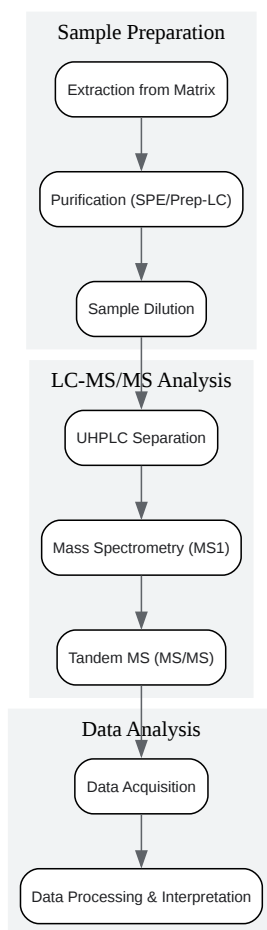 Sample Preparation
Extraction from Matrix
Purification (SPE/Prep-LC)
Sample Dilution
LC-MS/MS Analysis
UHPLC Separation
Mass Spectrometry (MS1)
Tandem MS (MS/MS)
Data Analysis
Data Acquisition
Data Processing & Interpretation